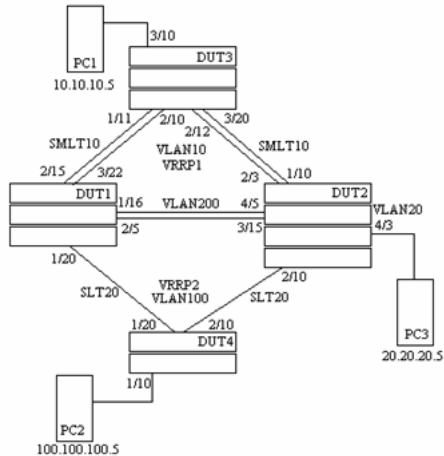 3/10
PC1
DUT3
10.10.10.5
1/11
2/10
2/12
3/20
SMLT10
SMLT10
VLAN10
VRRP1
2/15
3/22
2/3
1/10
DUT1
DUT2
1/16
VLAN200
4/5
VLAN20
2/5
3/15
4/3
1/20
2/10
SLT20
VRRP2
VLAN100
SLT20
PC3
1/20
2/10
DUT4
20.20.20.5
1/10
PC2
100.100.100.5